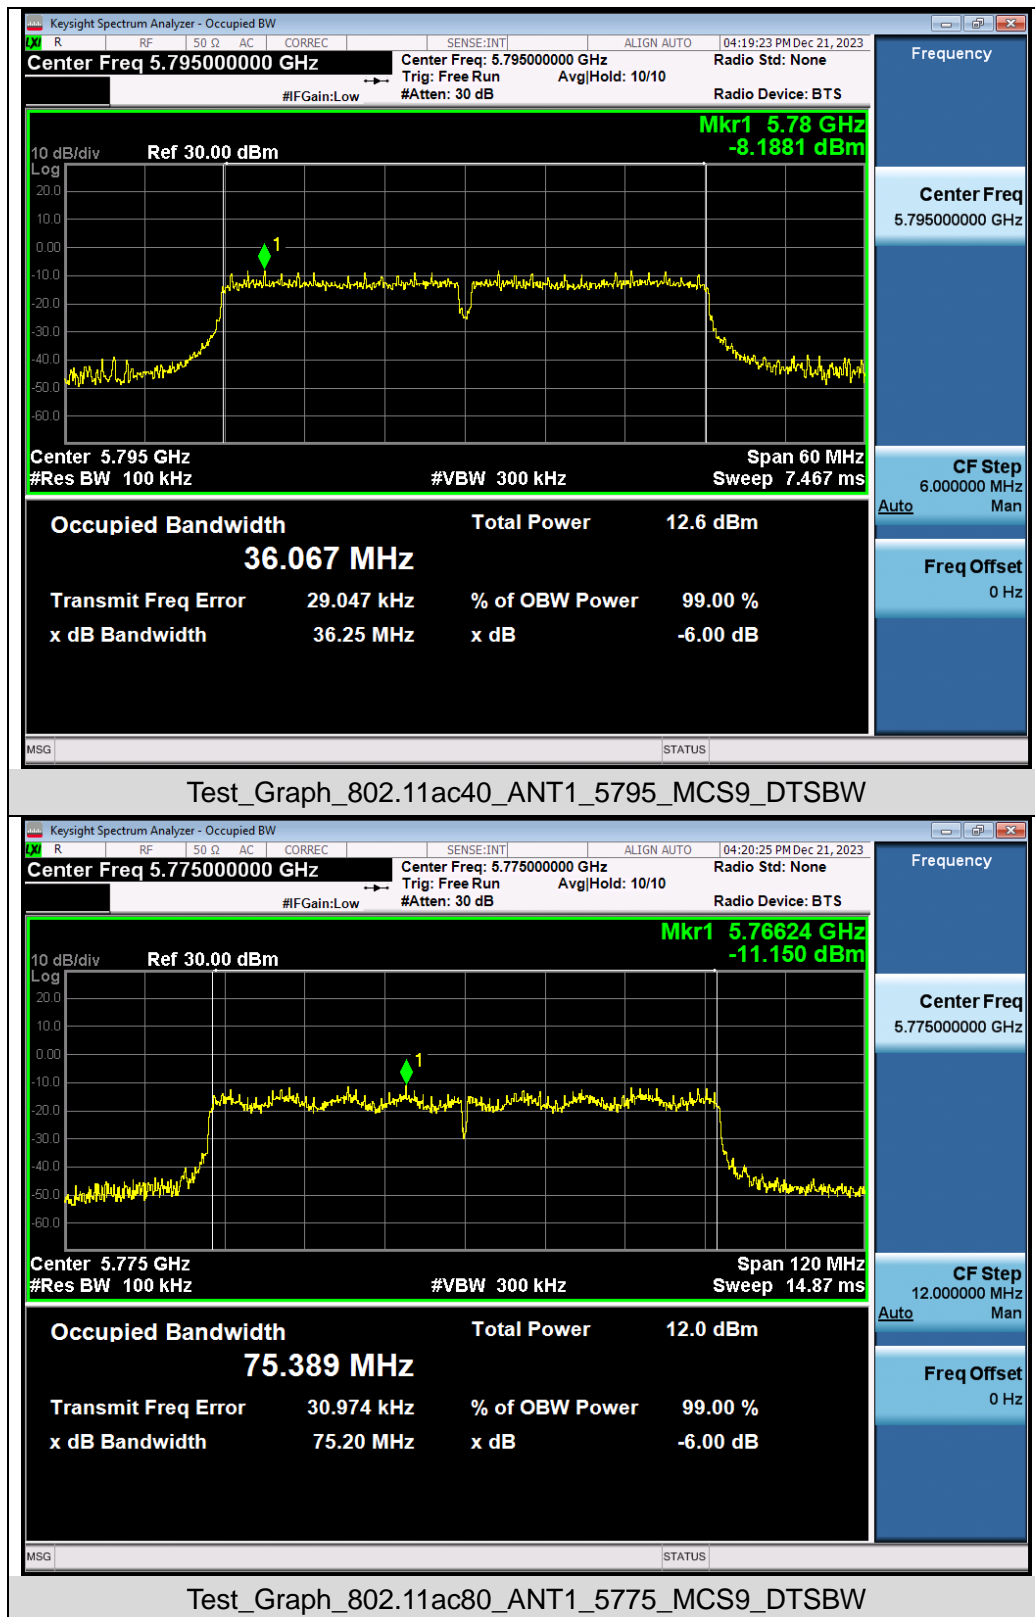 Keysight Spectrum Analyzer - Occupied BW
LXI R RF 50 Ω AC CORREC SENSE:INT ALIGN AUTO 04:19:23 PM Dec 21, 2023
Center Freq 5.795000000 GHz Center Freq: 5.795000000 GHz Radio Std: None
Trig: Free Run Avg|Hold: 10/10
#IFGain:Low #Atten: 30 dB Radio Device: BTS
Frequency
Mkr1 5.78 GHz
-8.1881 dBm
10 dB/div Ref 30.00 dBm
Log
20.0
10.0
0.00
-10.0
-20.0
-30.0
-40.0
-50.0
-60.0
1
Center 5.795 GHz Span 60 MHz
#Res BW 100 kHz #VBW 300 kHz Sweep 7.467 ms
Center Freq
5.795000000 GHz
CF Step
6.000000 MHz
Auto Man
Freq Offset
0 Hz
Occupied Bandwidth Total Power 12.6 dBm
36.067 MHz
Transmit Freq Error 29.047 kHz % of OBW Power 99.00 %
x dB Bandwidth 36.25 MHz x dB -6.00 dB
MSG STATUS
Test_Graph_802.11ac40_ANT1_5795_MCS9_DTSBW
Keysight Spectrum Analyzer - Occupied BW
LXI R RF 50 Ω AC CORREC SENSE:INT ALIGN AUTO 04:20:25 PM Dec 21, 2023
Center Freq 5.775000000 GHz Center Freq: 5.775000000 GHz Radio Std: None
Trig: Free Run Avg|Hold: 10/10
#IFGain:Low #Atten: 30 dB Radio Device: BTS
Frequency
Mkr1 5.76624 GHz
-11.150 dBm
10 dB/div Ref 30.00 dBm
Log
20.0
10.0
0.00
-10.0
-20.0
-30.0
-40.0
-50.0
-60.0
1
Center 5.775 GHz Span 120 MHz
#Res BW 100 kHz #VBW 300 kHz Sweep 14.87 ms
Center Freq
5.775000000 GHz
CF Step
12.000000 MHz
Auto Man
Freq Offset
0 Hz
Occupied Bandwidth Total Power 12.0 dBm
75.389 MHz
Transmit Freq Error 30.974 kHz % of OBW Power 99.00 %
x dB Bandwidth 75.20 MHz x dB -6.00 dB
MSG STATUS
Test_Graph_802.11ac80_ANT1_5775_MCS9_DTSBW